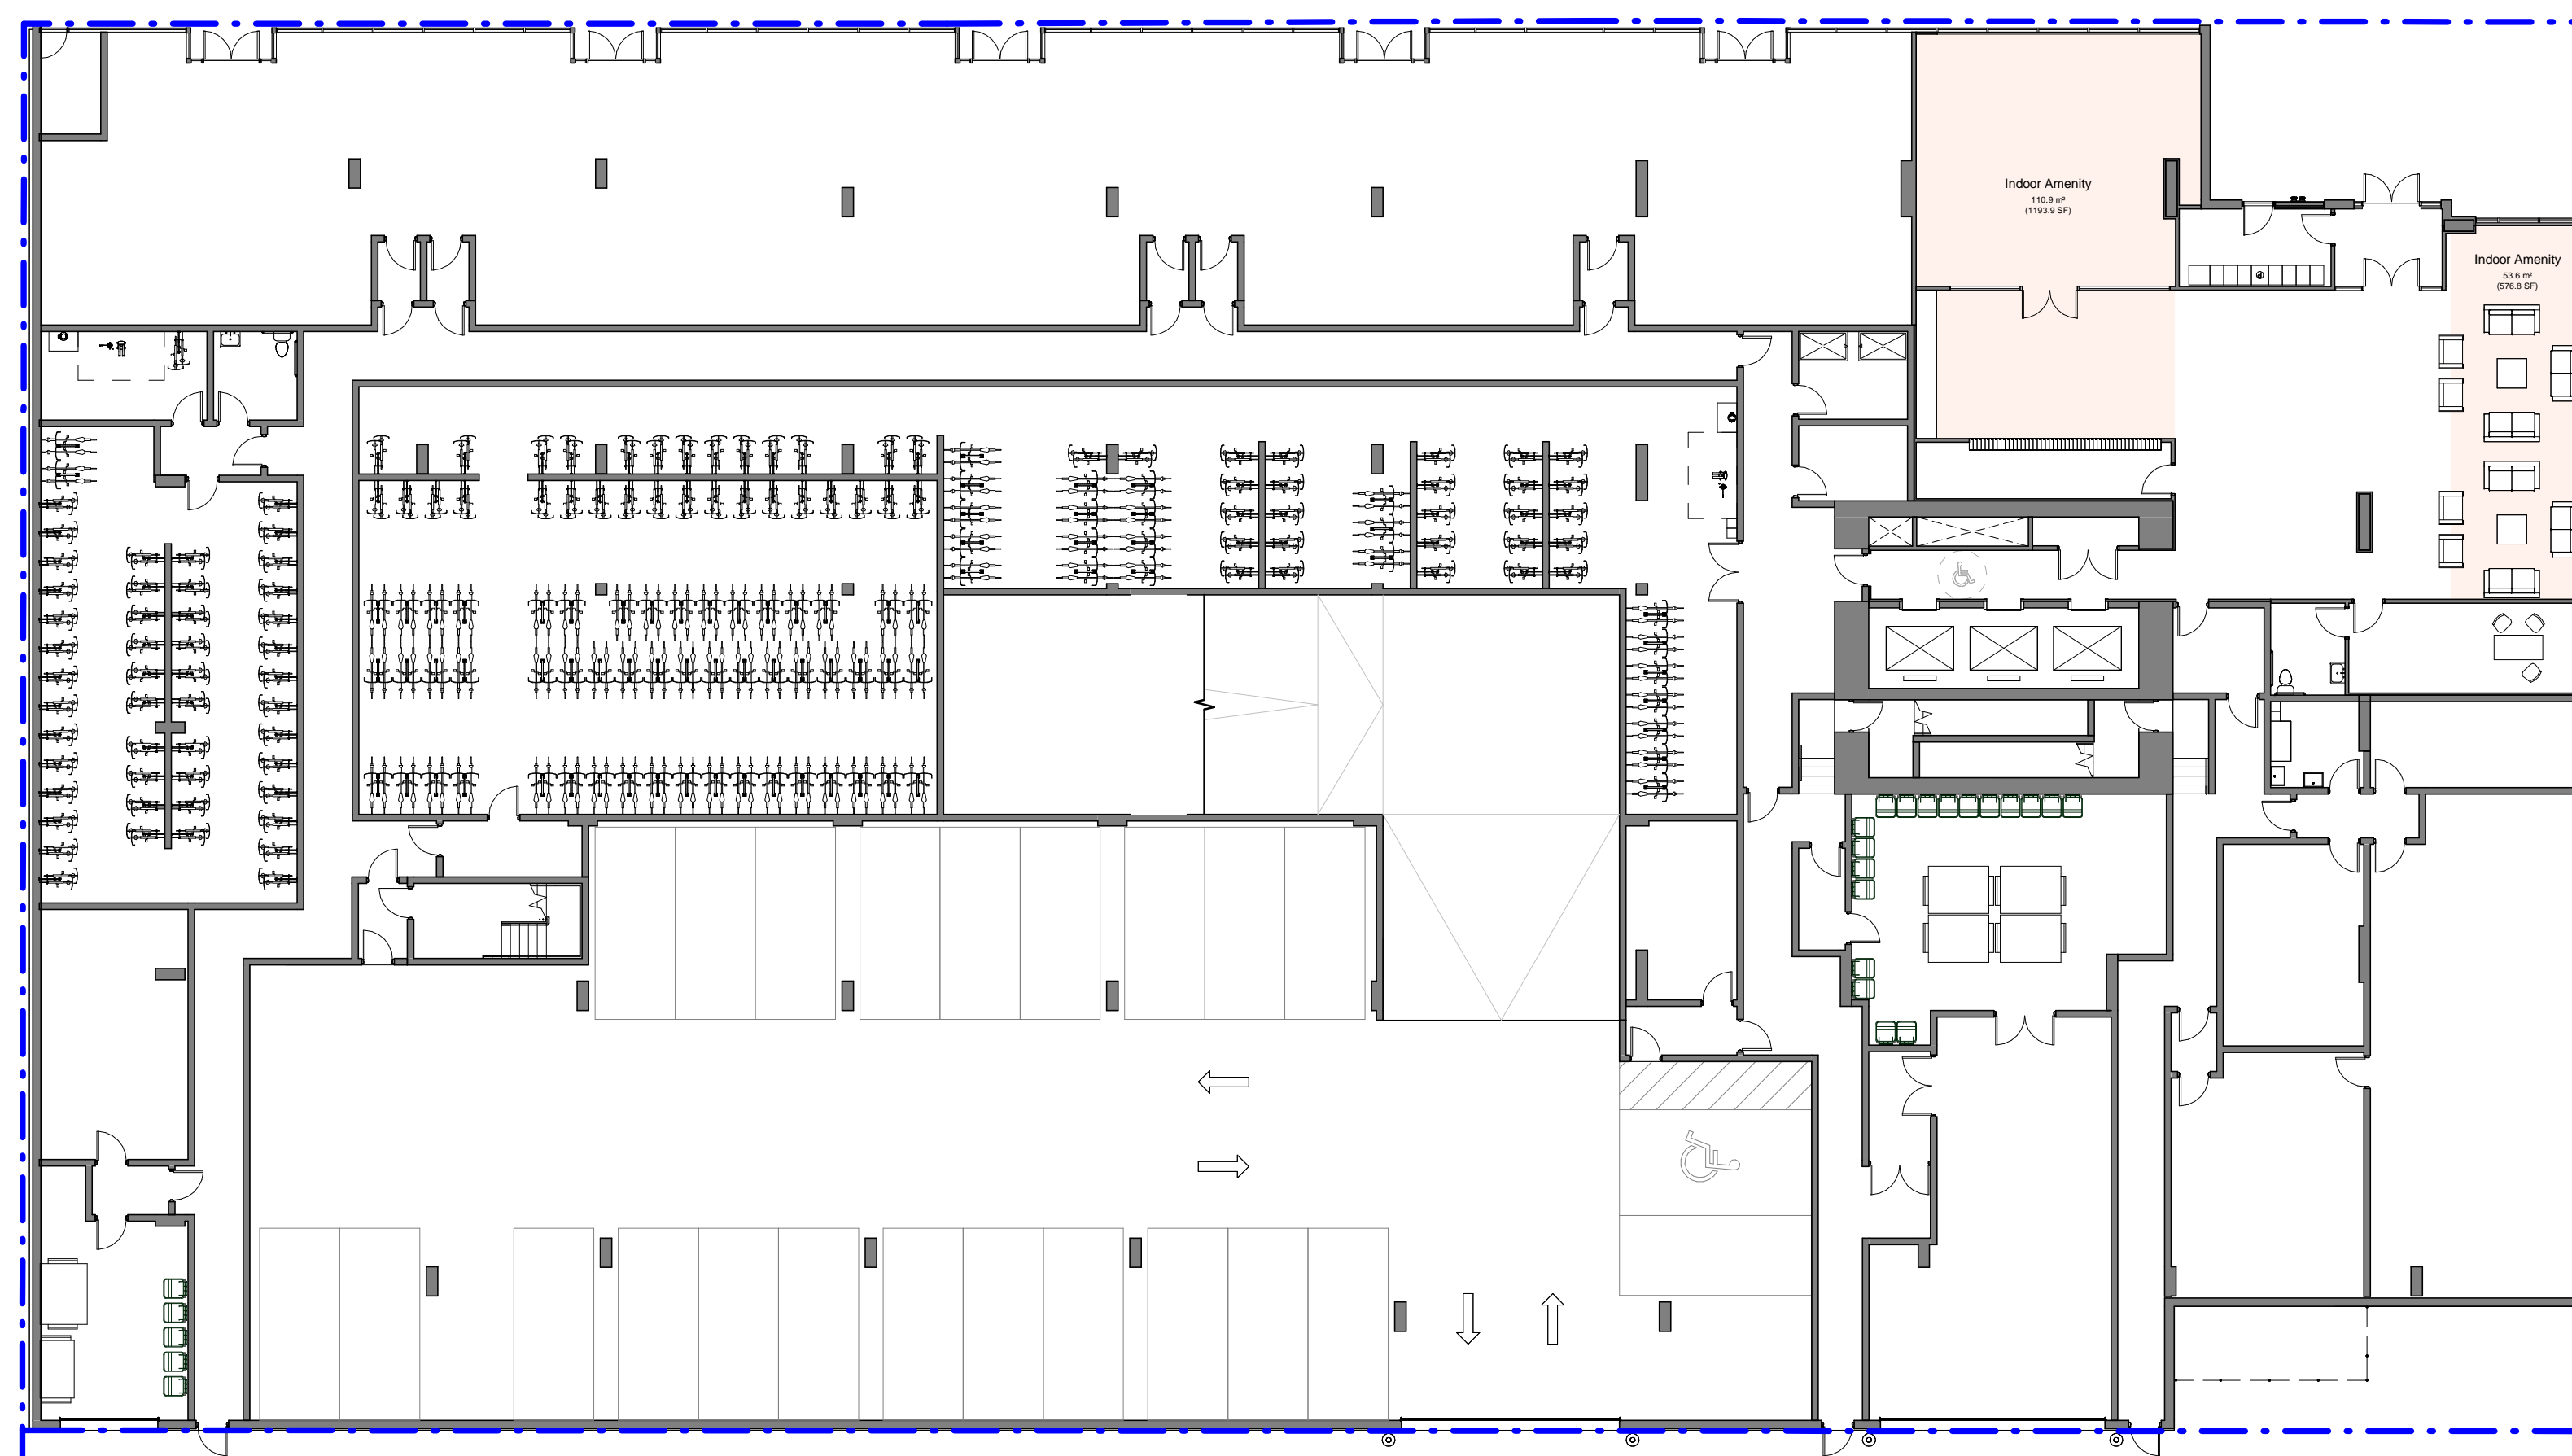 Indoor Amenity
110.9 m²
(1193.9 SF)
Indoor Amenity
53.6 m²
(576.8 SF)